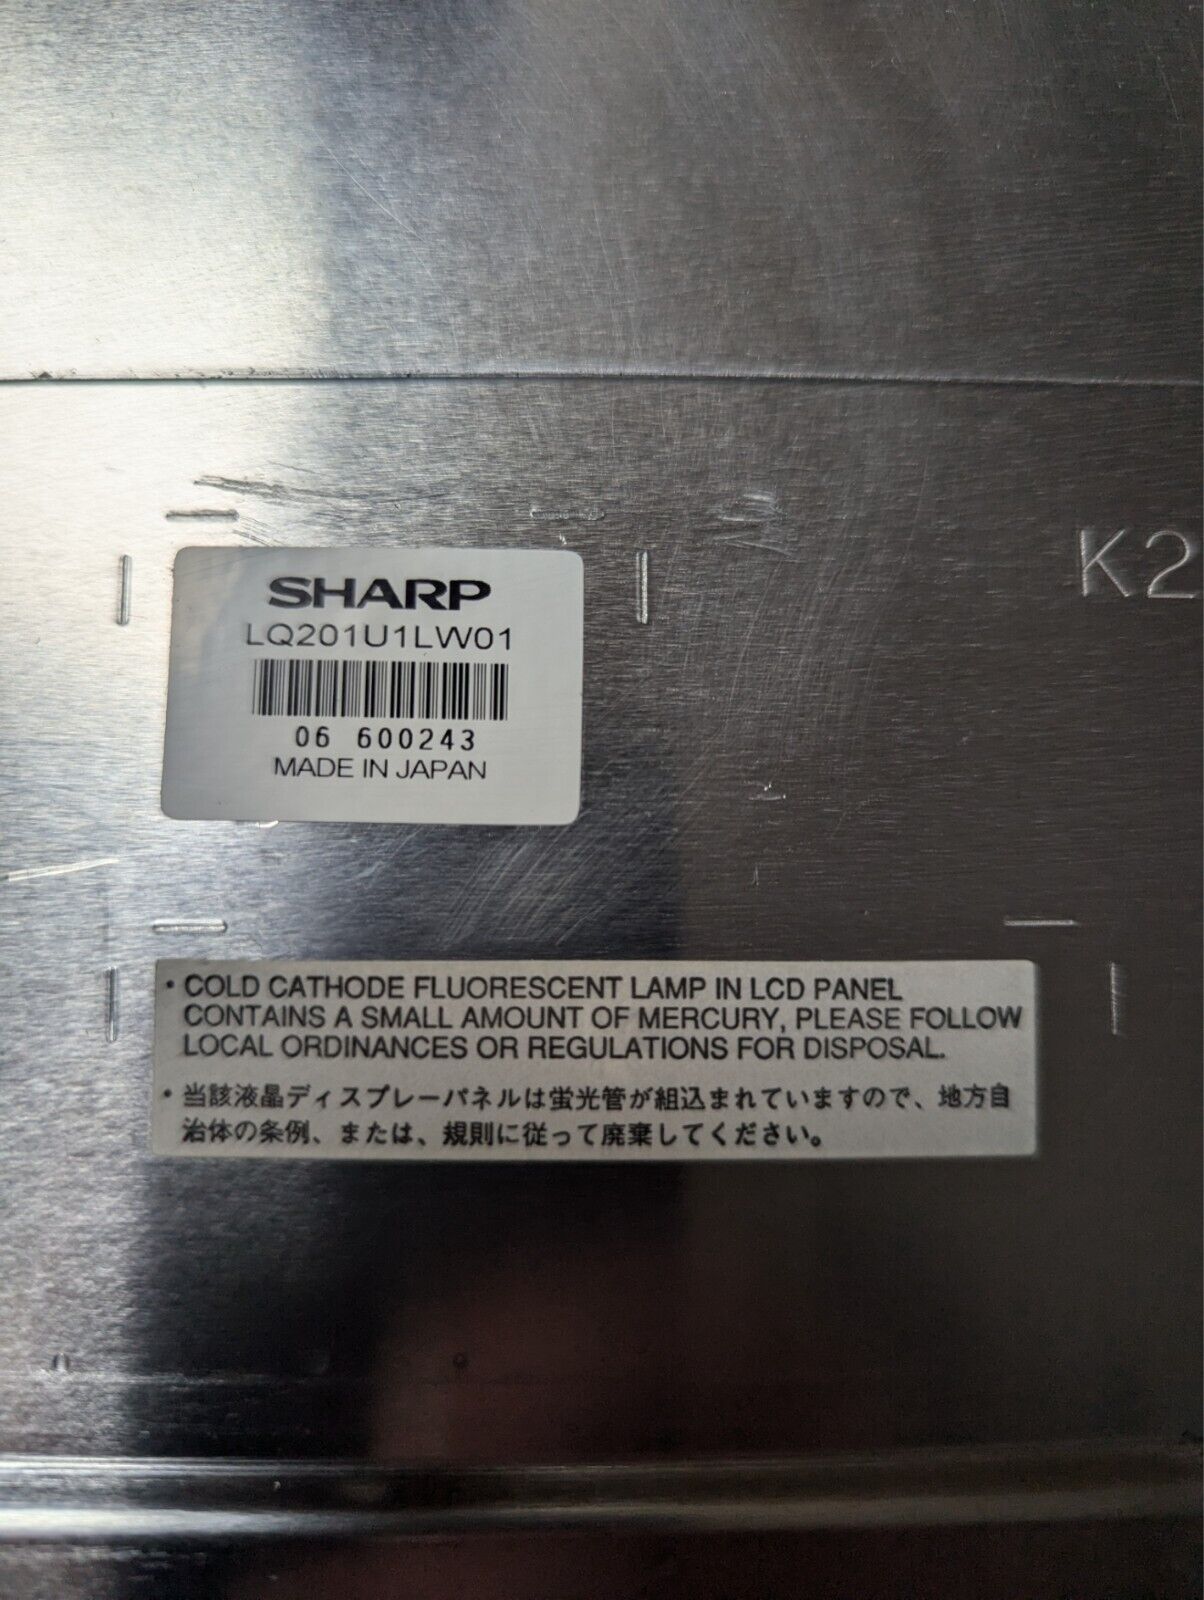 K2
SHARP
LQ201U1LW01
06 600243
MADE IN JAPAN
・COLD CATHODE FLUORESCENT LAMP IN LCD PANEL
CONTAINS A SMALL AMOUNT OF MERCURY, PLEASE FOLLOW
LOCAL ORDINANCES OR REGULATIONS FOR DISPOSAL.
・当該液晶ディスプレーパネルは蛍光管が組込まれていますので、地方自
治体の条例、または、規則に従って廃棄してください。